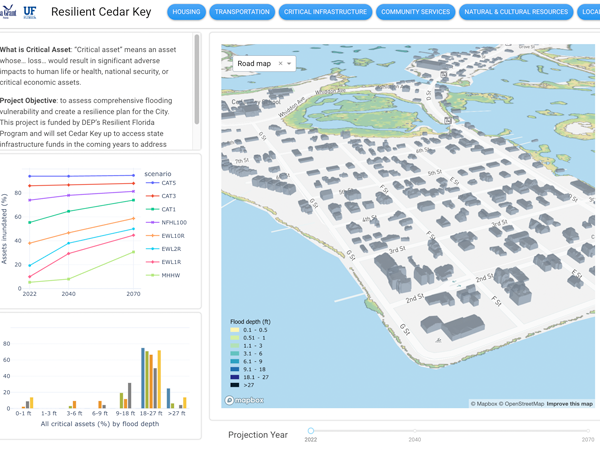 UF
FLORIDA
Resilient Cedar Key
HOUSING
TRANSPORTATION
CRITICAL INFRASTRUCTURE
COMMUNITY SERVICES
NATURAL & CULTURAL RESOURCES
LOCA
What is Critical Asset: “Critical asset” means an asset
whose… loss… would result in significant adverse
impacts to human life or health, national security, or
critical economic assets.
Project Objective: to assess comprehensive flooding
vulnerability and create a resilience plan for the City.
This project is funded by DEP's Resilient Florida
Program and will set Cedar Key up to access state
infrastructure funds in the coming years to address
scenario
CAT5
CAT3
CAT1
NFHL100
EWL10R
EWL2R
EWL1R
MHHW
Assets inundated (%)
80
60
40
20
0
2022
2040
2070
80
60
40
20
0
0-1 ft
1-3 ft
3-6 ft
6-9 ft
9-18 ft
18-27 ft
>27 ft
All critical assets (%) by flood depth
Road map
Whiddon Ave
G St
7th St
6th St
5th St
E St
5th St
G St
4th St
F St
3rd St
3rd St
2nd St
2nd St
F St
E St
G St
Flood depth (ft)
0.1 - 0.5
0.51 - 1
1.1 - 3
3.1 - 6
6.1 - 9
9.1 - 18
18.1 - 27
>27
mapbox
© Mapbox © OpenStreetMap Improve this map
Projection Year
2022
2040
2070